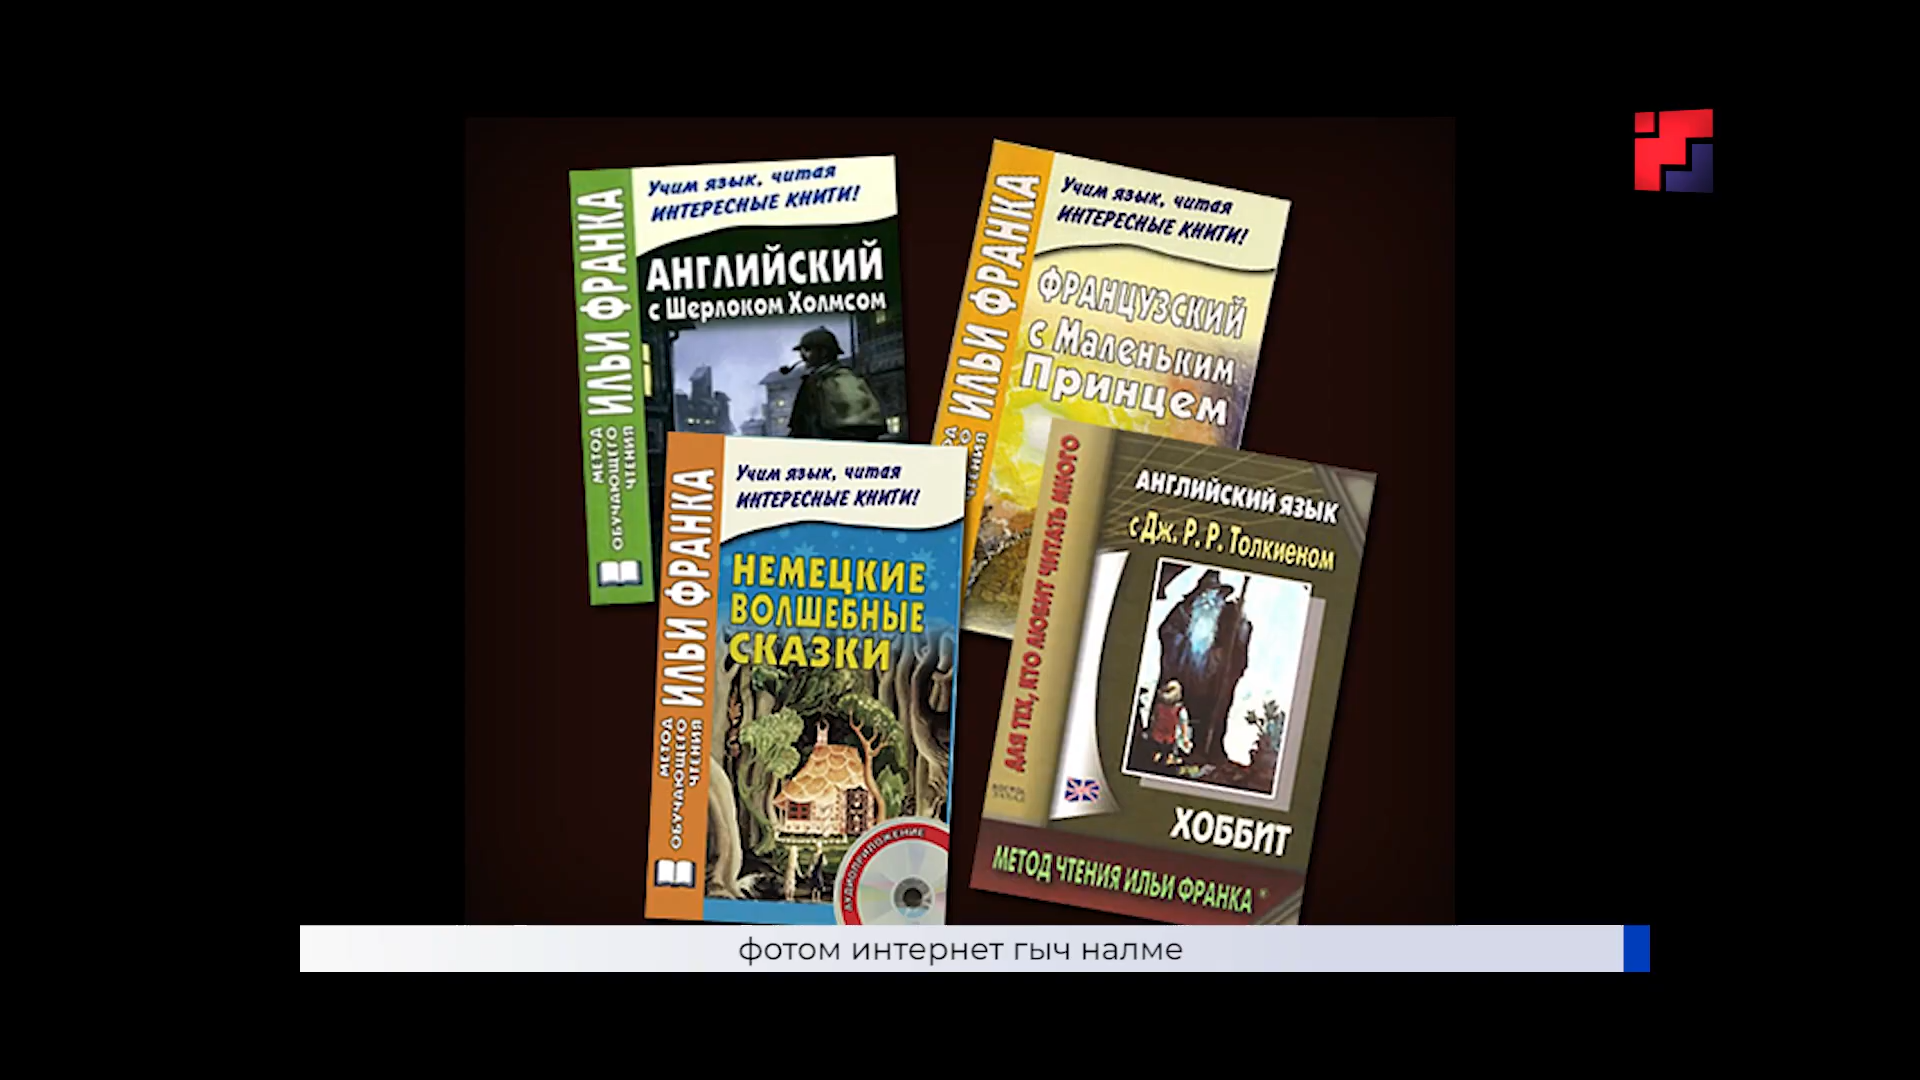 Учим язык, читая
ИНТЕРЕСНЫЕ КНИГИ!
АНГЛИЙСКИЙ
с Шерлоком Холмсом
МЕТОД
ОБУЧАЮЩЕГО
ЧТЕНИЯ
ИЛЬИ ФРАНКА
Учим язык, читая
ИНТЕРЕСНЫЕ КНИГИ!
ФРАНЦУЗСКИЙ
с Маленьким
Принцем
ЧТЕНИЯ
ИЛЬИ ФРАНКА
Учим язык, читая
ИНТЕРЕСНЫЕ КНИГИ!
НЕМЕЦКИЕ
ВОЛШЕБНЫЕ
СКАЗКИ
МЕТОД
ОБУЧАЮЩЕГО
ЧТЕНИЯ
ИЛЬИ ФРАНКА
АУДИОПРИЛОЖЕНИЕ
ДЛЯ ТЕХ, КТО ЛЮБИТ ЧИТАТЬ МНОГО
АНГЛИЙСКИЙ ЯЗЫК
с Дж. Р. Р. Толкиеном
ХОББИТ
МЕТОД ЧТЕНИЯ ИЛЬИ ФРАНКА
фотом интернет гыч налме